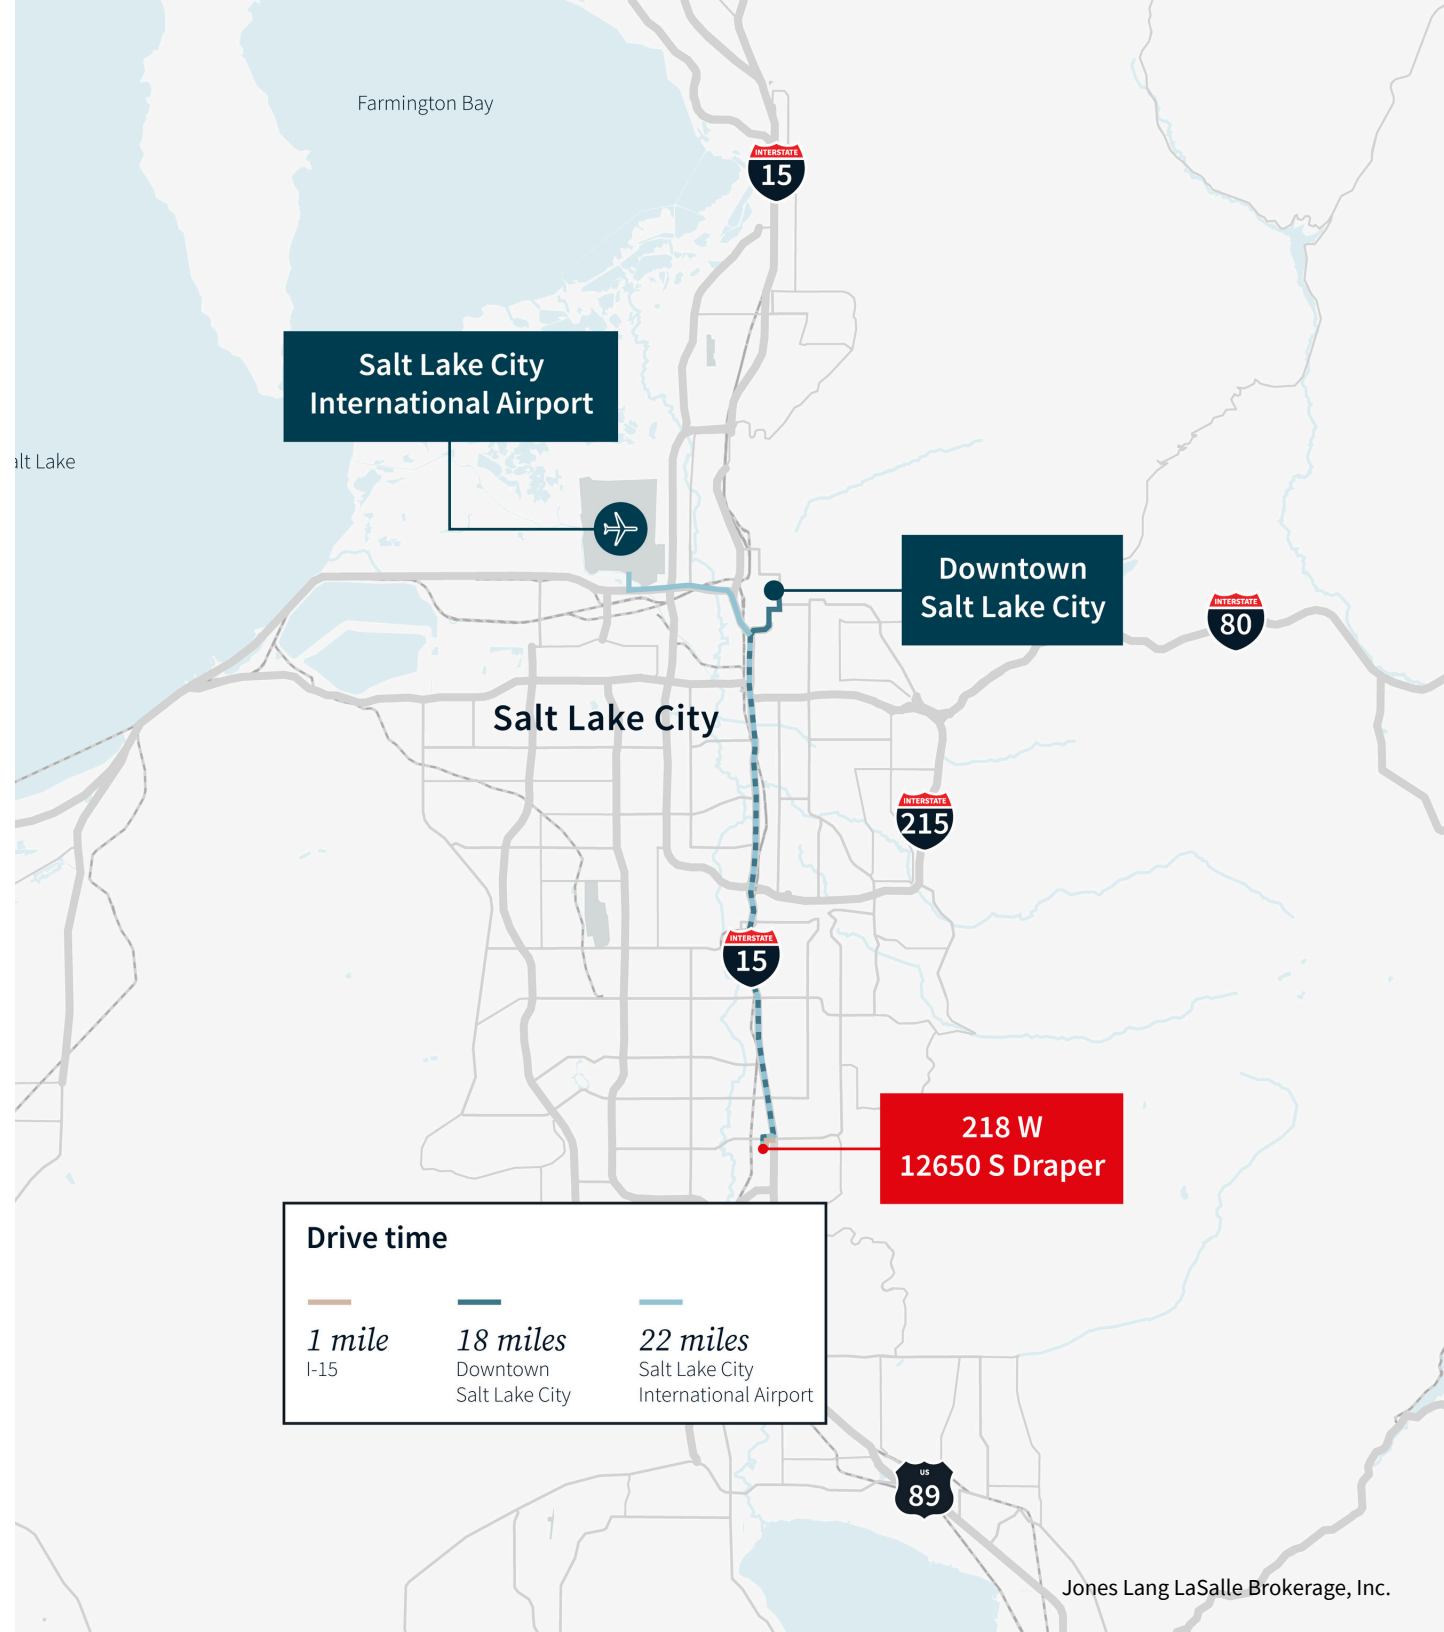 Farmington Bay
INTERSTATE
15
Salt Lake City
International Airport
alt Lake
Downtown
Salt Lake City
INTERSTATE
80
Salt Lake City
INTERSTATE
215
INTERSTATE
15
218 W
12650 S Draper
Drive time
1 mile
I-15
18 miles
Downtown
Salt Lake City
22 miles
Salt Lake City
International Airport
US
89
Jones Lang LaSalle Brokerage, Inc.